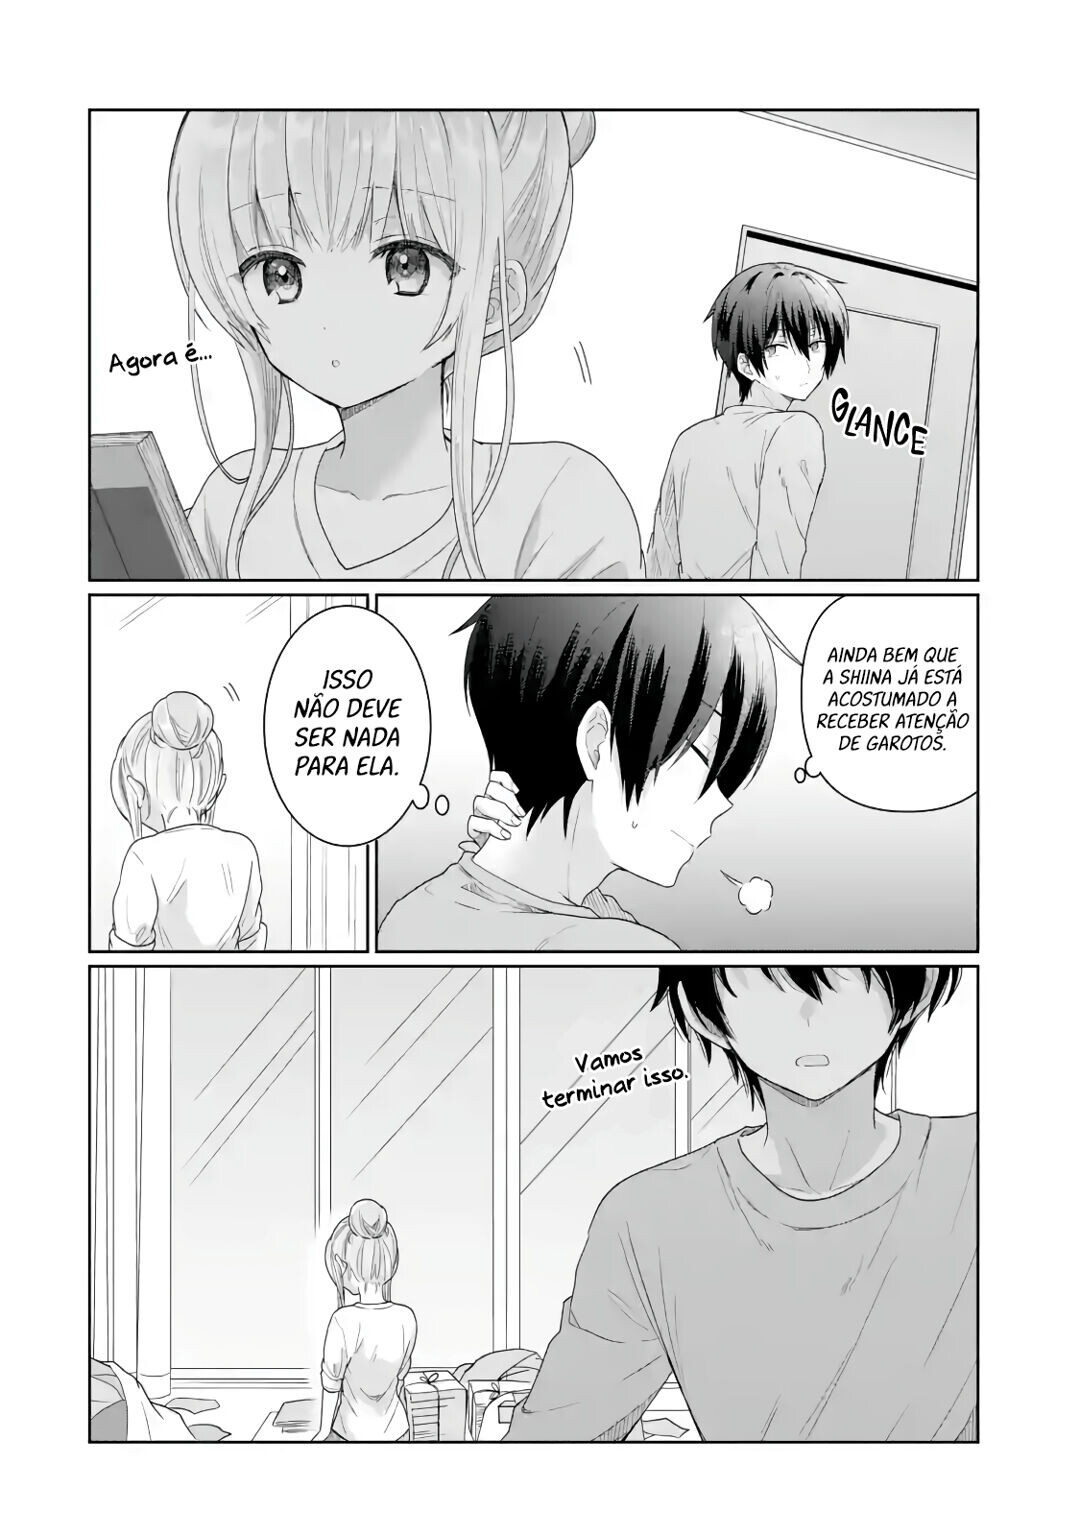 Agora é...
GLANCE
AINDA BEM QUE
A SHIINA JÁ ESTÁ
ACOSTUMADO A
RECEBER ATENÇÃO
DE GAROTOS.
ISSO
NÃO DEVE
SER NADA
PARA ELA.
Vamos
terminar isso.